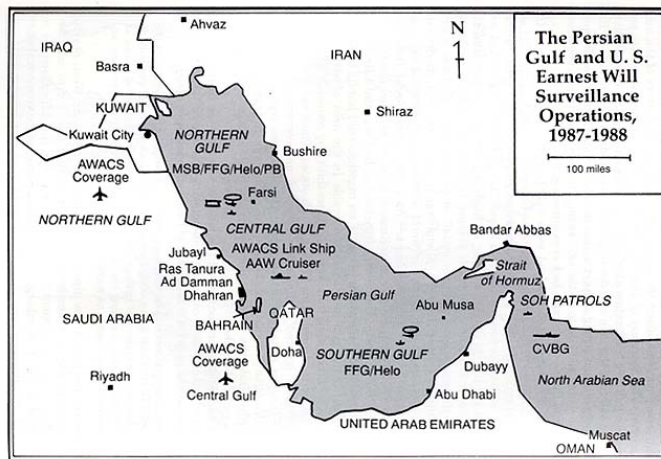 The Persian
Gulf and U. S.
Earnest Will
Surveillance
Operations,
1987-1988
100 miles
N
Ahvaz
IRAQ
IRAN
Basra
KUWAIT
Shiraz
Kuwait City
NORTHERN
GULF
Bushire
AWACS
Coverage
MSB/FFG/Helo/PB
Farsi
NORTHERN GULF
CENTRAL GULF
Bandar Abbas
Jubayl
AWACS Link Ship
AAW Cruiser
Strait
of Hormuz
Ras Tanura
Ad Damman
Dhahran
Persian Gulf
SOH PATROLS
SAUDI ARABIA
BAHRAIN
QATAR
Abu Musa
AWACS
Coverage
Doha
SOUTHERN GULF
FFG/Helo
Dubayy
CVBG
Riyadh
Central Gulf
Abu Dhabi
North Arabian Sea
UNITED ARAB EMIRATES
Muscat
OMAN